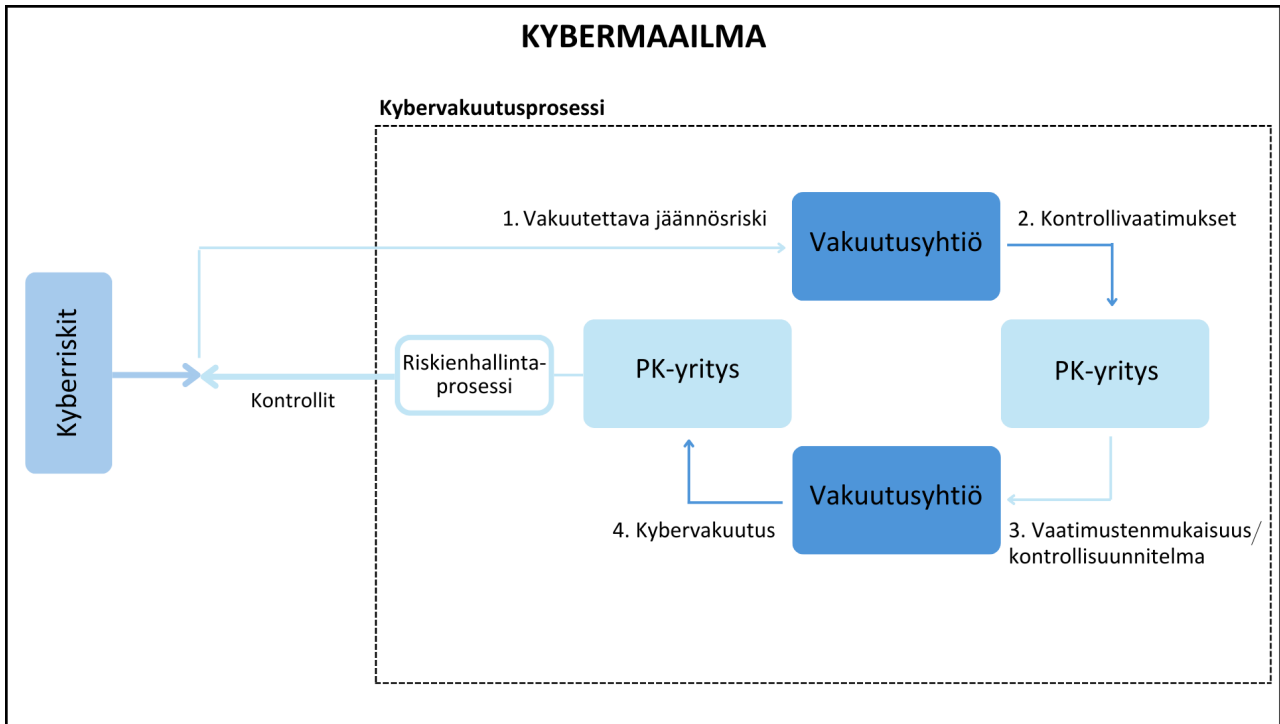 KYBERMAAILMA
Kybervakuutusprosessi
1. Vakuutettava jäännösriski
Vakuutusyhtiö
2. Kontrollivaatimukset
Kyberriskit
Kontrollit
Riskienhallinta-
prosessi
PK-yritys
PK-yritys
4. Kybervakuutus
Vakuutusyhtiö
3. Vaatimustenmukaisuus/
kontrollisuunnitelma